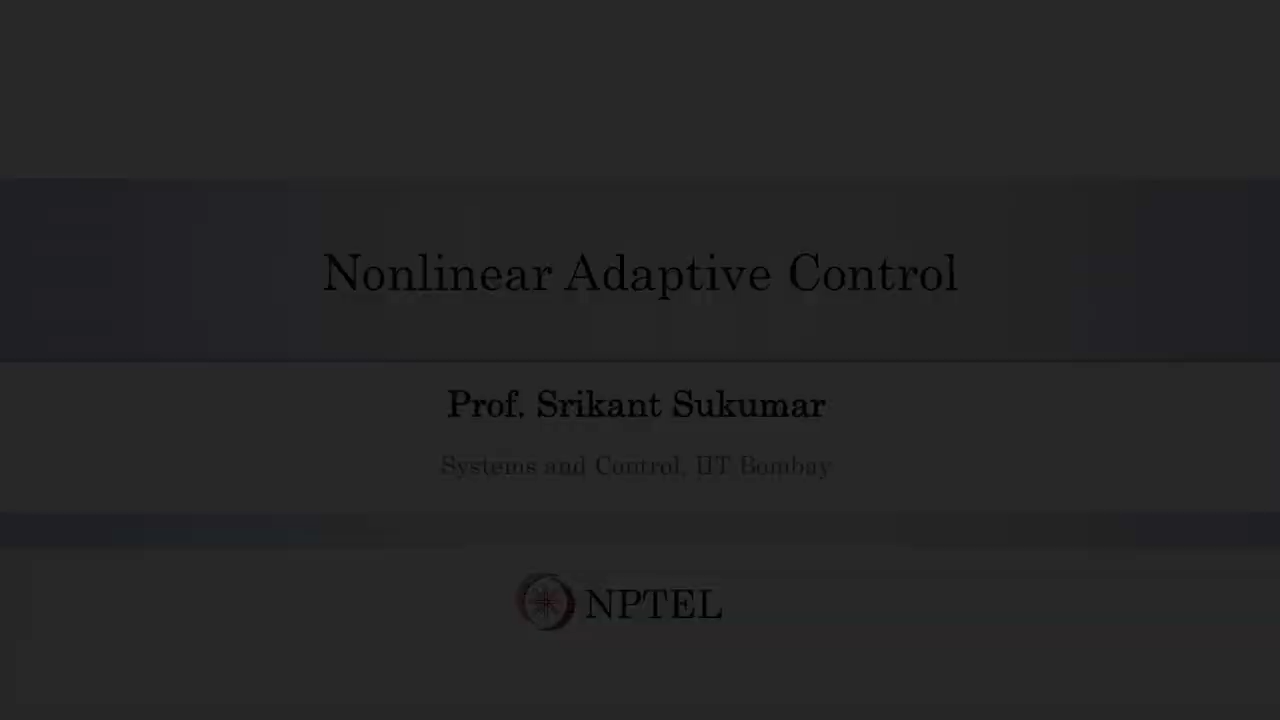 Nonlinear Adaptive Control
Prof. Srikant Sukumar
Systems and Control, IIT Bombay
NPTEL